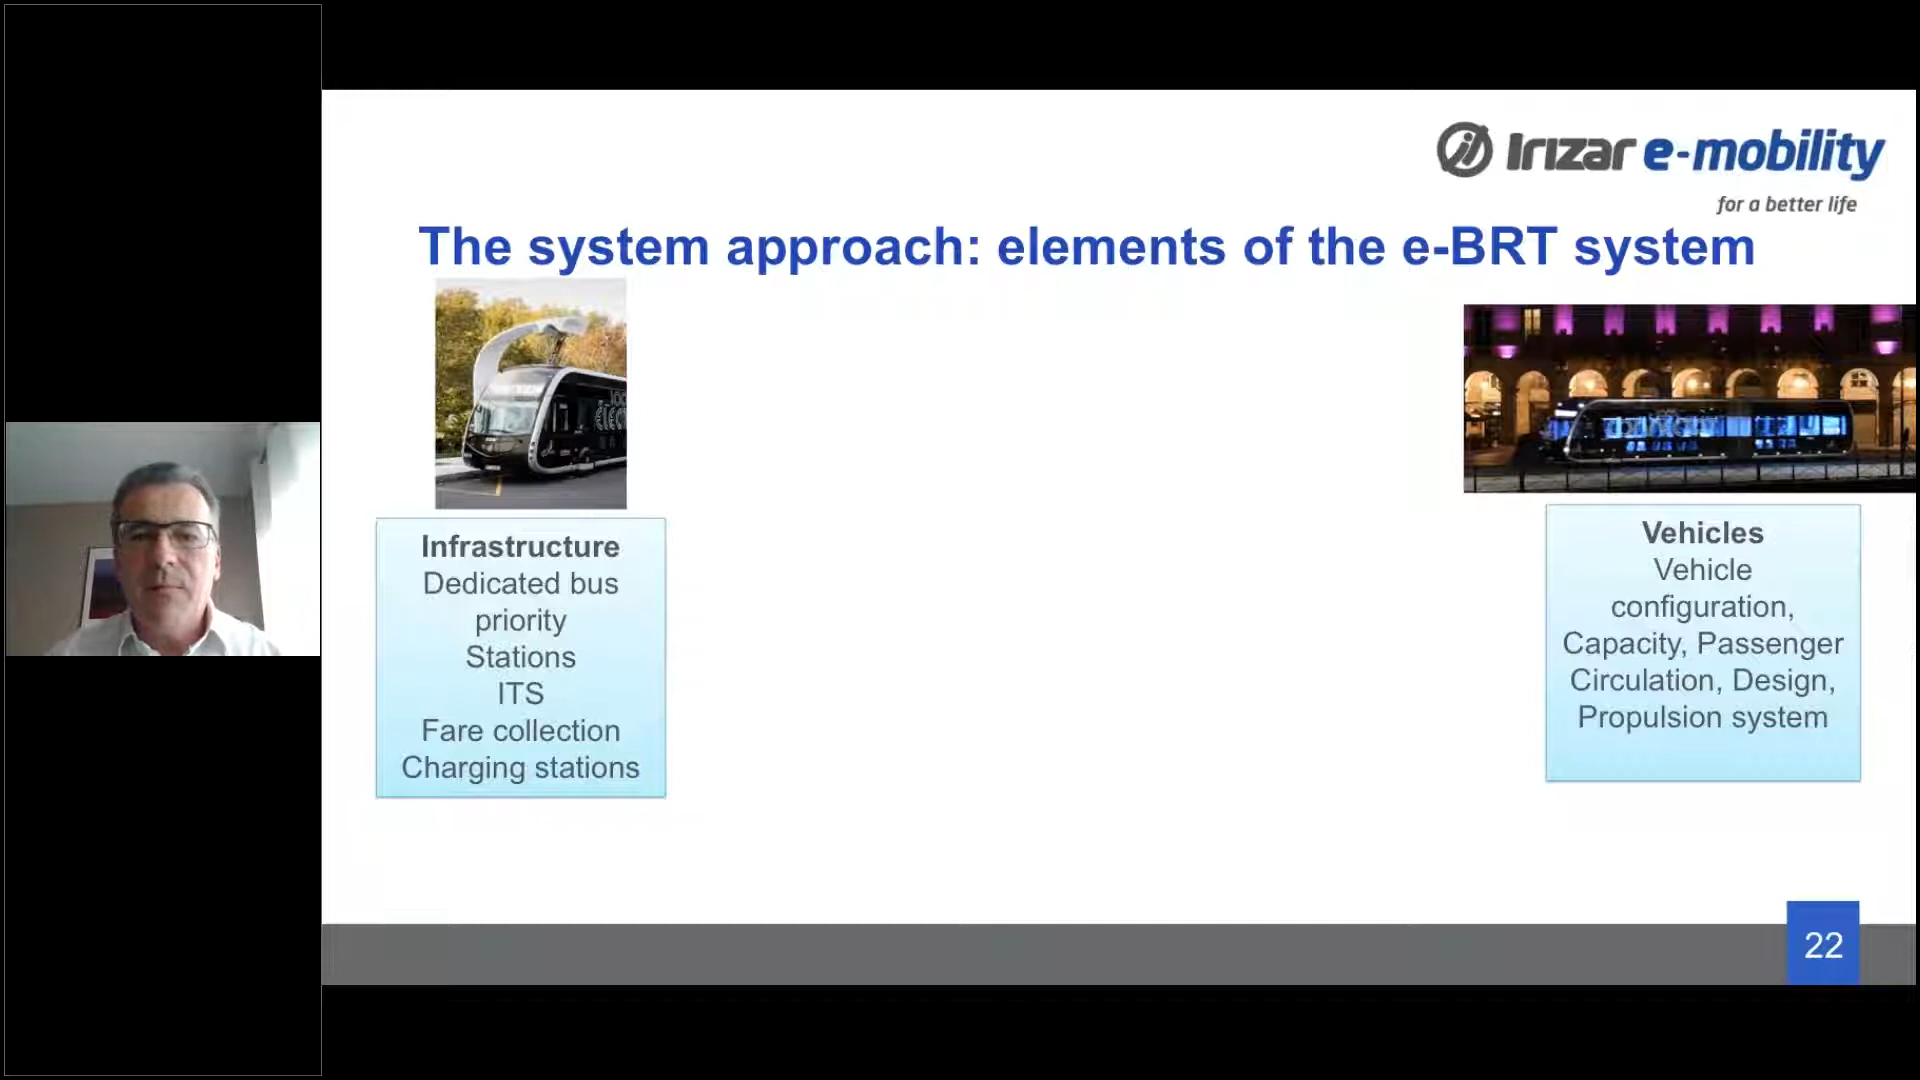 Irizar e-mobility
for a better life
The system approach: elements of the e-BRT system
Infrastructure
Dedicated bus
priority
Stations
ITS
Fare collection
Charging stations
Vehicles
Vehicle
configuration,
Capacity, Passenger
Circulation, Design,
Propulsion system
22